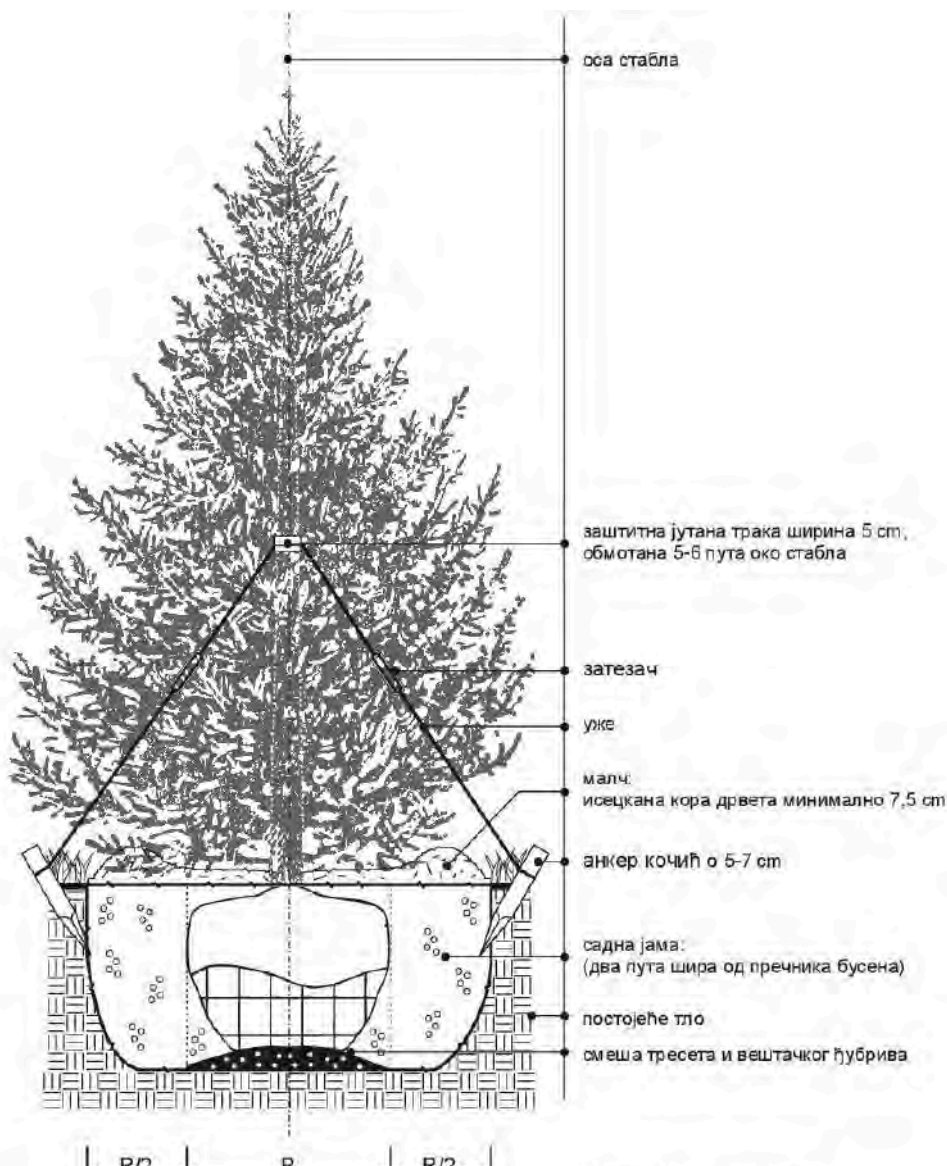 оса стабла
заштитна јутана трака ширина 5 cm,
обмотана 5-6 пута око стабла
затезач
уже
малч:
исецкана кора дрвета минимално 7,5 cm
анкер кочић о 5-7 cm
садна јама:
(два пута шира од пречника бусена)
постојеће тло
смеша тресета и вештачког ђубрива
R/2 R R/2